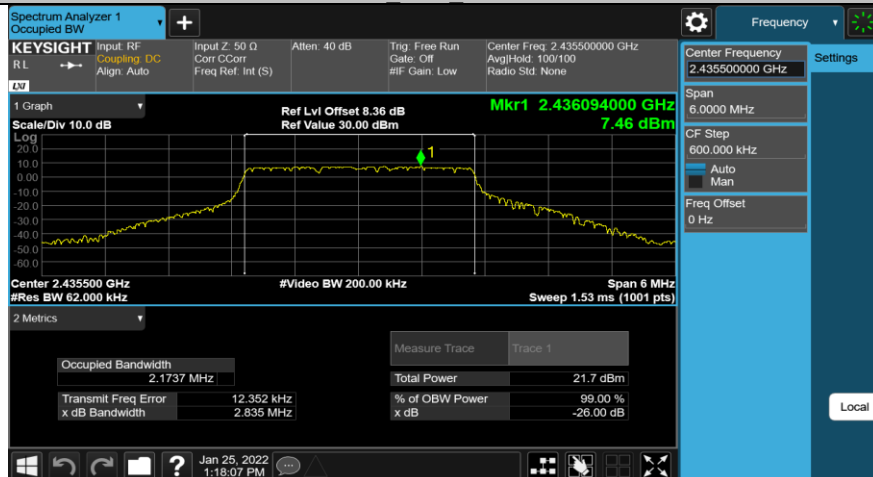 Spectrum Analyzer 1
Occupied BW
+
Frequency
KEYSIGHT
RL
LXI
Input: RF
Coupling: DC
Align: Auto
Input Z: 50 Ω
Corr CCorr
Freq Ref: Int (S)
Atten: 40 dB
Trig: Free Run
Gate: Off
#IF Gain: Low
Center Freq: 2.435500000 GHz
Avg|Hold: 100/100
Radio Std: None
Center Frequency
2.435500000 GHz
Settings
Span
6.0000 MHz
CF Step
600.000 kHz
Auto
Man
Freq Offset
0 Hz
1 Graph
Scale/Div 10.0 dB
Ref Lvl Offset 8.36 dB
Ref Value 30.00 dBm
Mkr1 2.436094000 GHz
7.46 dBm
Log
20.0
10.0
0.00
-10.0
-20.0
-30.0
-40.0
-50.0
-60.0
1
Center 2.435500 GHz
#Res BW 62.000 kHz
#Video BW 200.00 kHz
Span 6 MHz
Sweep 1.53 ms (1001 pts)
2 Metrics
Measure Trace
Trace 1
Occupied Bandwidth
2.1737 MHz
Total Power
21.7 dBm
Transmit Freq Error
12.352 kHz
% of OBW Power
99.00 %
x dB Bandwidth
2.835 MHz
x dB
-26.00 dB
Local
?
Jan 25, 2022
1:18:07 PM